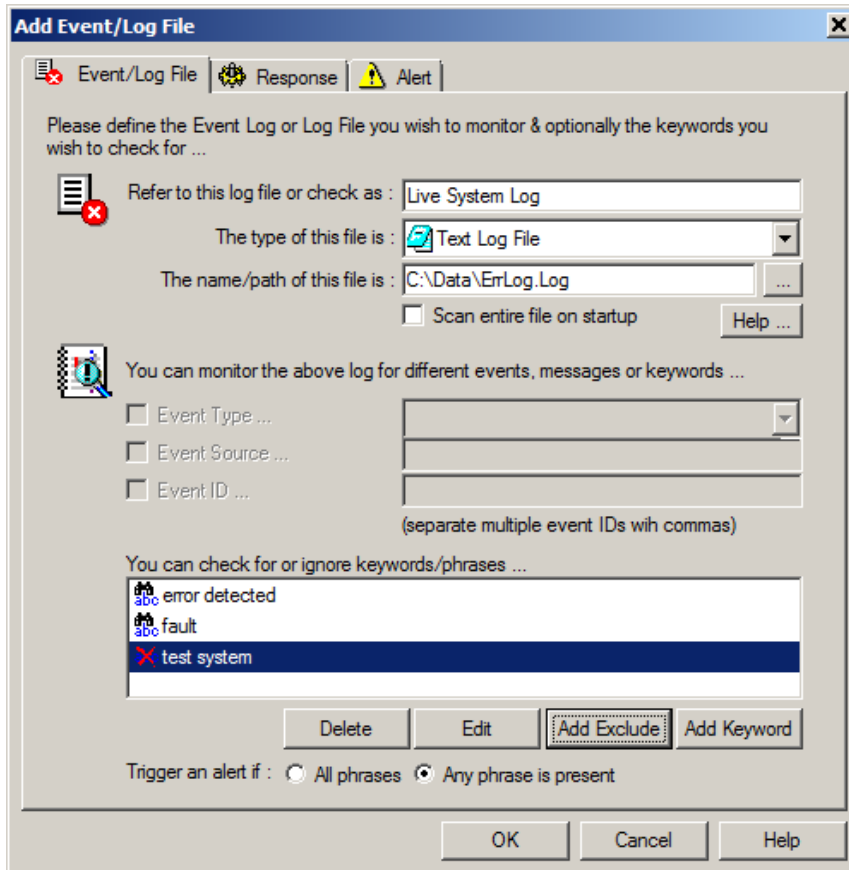 Add Event/Log File
Event/Log File Response Alert
Please define the Event Log or Log File you wish to monitor & optionally the keywords you
wish to check for ...
Refer to this log file or check as : Live System Log
The type of this file is : Text Log File
The name/path of this file is : C:\Data\ErrLog.Log ...
Scan entire file on startup Help ...
You can monitor the above log for different events, messages or keywords ...
Event Type ...
Event Source ...
Event ID ...
(separate multiple event IDs wih commas)
You can check for or ignore keywords/phrases ...
abc error detected
abc fault
test system
Delete Edit Add Exclude Add Keyword
Trigger an alert if : All phrases Any phrase is present
OK Cancel Help